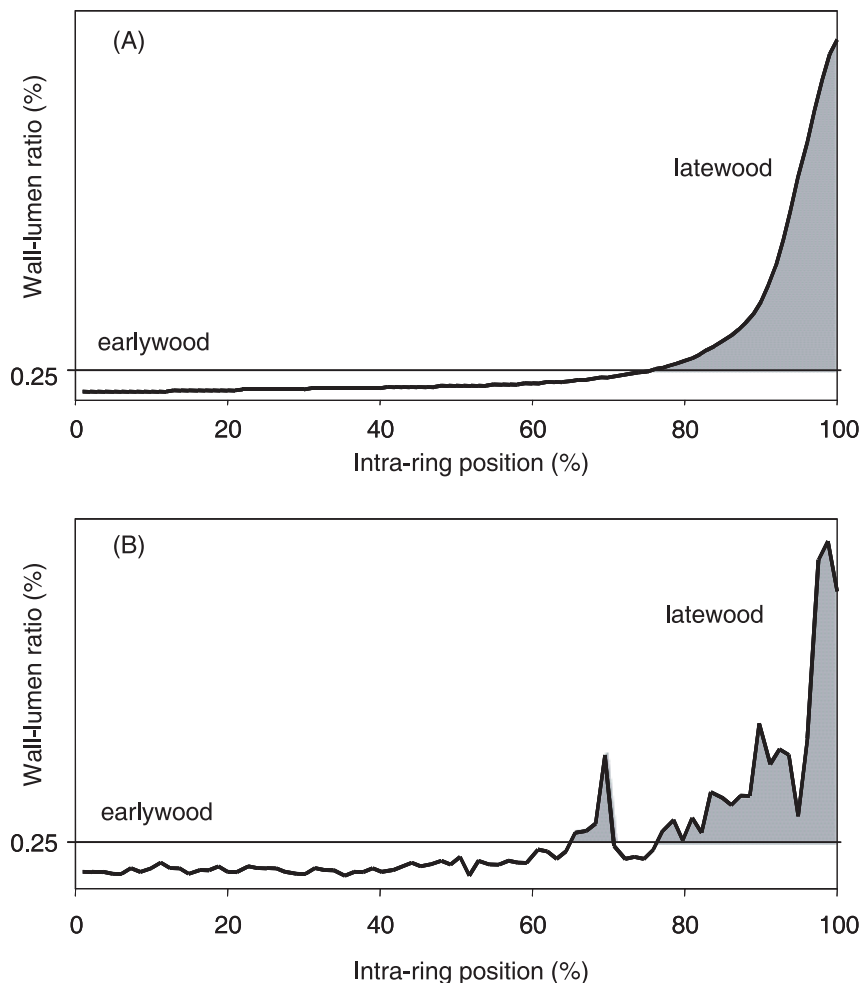 (A)
Wall-lumen ratio (%)
latewood
earlywood
0.25
0 20 40 60 80 100
Intra-ring position (%)
(B)
Wall-lumen ratio (%)
latewood
earlywood
0.25
0 20 40 60 80 100
Intra-ring position (%)